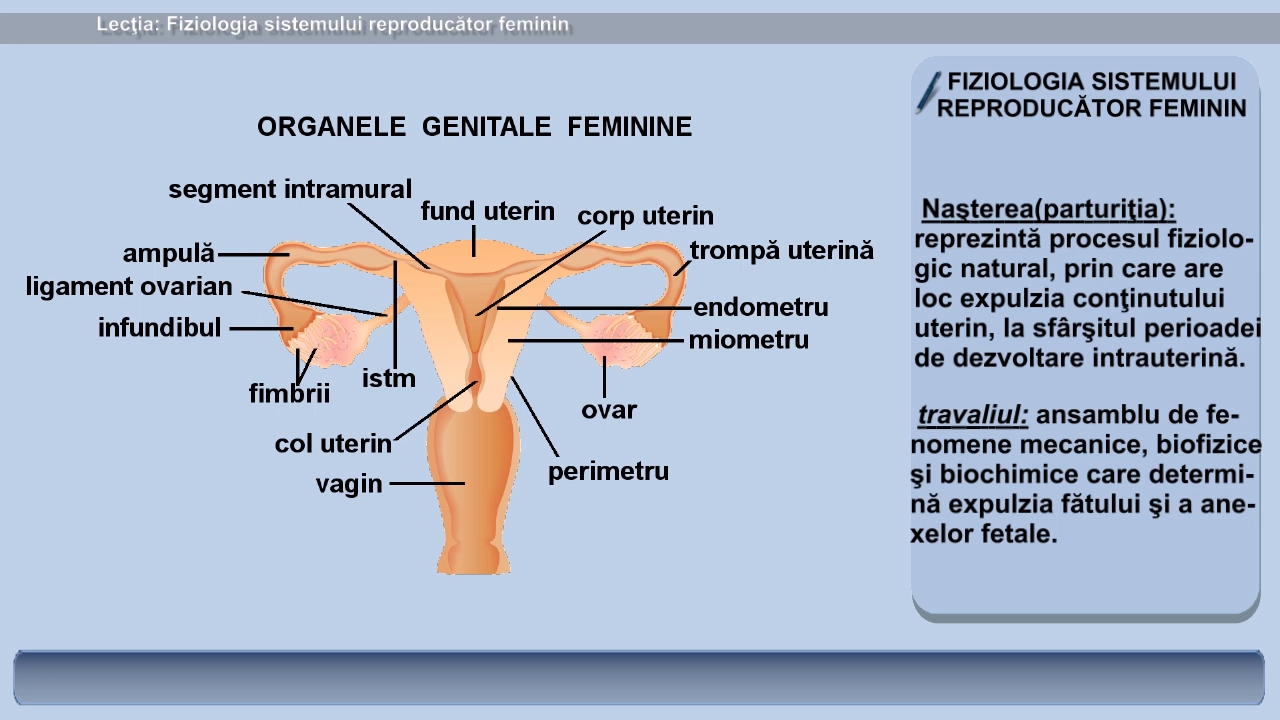 Lecţia: Fiziologia sistemului reproducător feminin
ORGANELE GENITALE FEMININE
segment intramural
fund uterin
corp uterin
ampulă
trompă uterină
ligament ovarian
endometru
infundibul
miometru
istm
fimbrii
ovar
col uterin
perimetru
vagin
FIZIOLOGIA SISTEMULUI
REPRODUCĂTOR FEMININ
Naşterea(parturiţia):
reprezintă procesul fiziolo-
gic natural, prin care are
loc expulzia conţinutului
uterin, la sfârşitul perioadei
de dezvoltare intrauterină.
travaliul: ansamblu de fe-
nomene mecanice, biofizice
şi biochimice care determi-
nă expulzia fătului şi a ane-
xelor fetale.